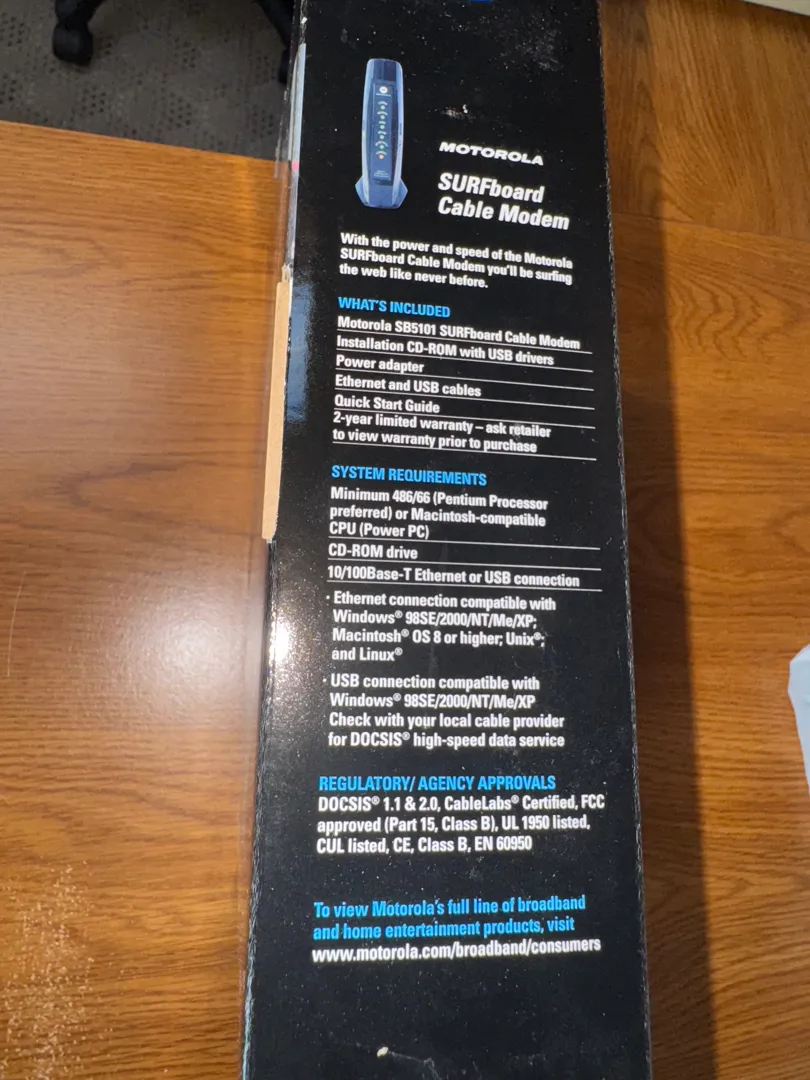 MOTOROLA
SURFboard
Cable Modem
With the power and speed of the Motorola
SURFboard Cable Modem you'll be surfing
the web like never before.
WHAT'S INCLUDED
Motorola SB5101 SURFboard Cable Modem
Installation CD-ROM with USB drivers
Power adapter
Ethernet and USB cables
Quick Start Guide
2-year limited warranty – ask retailer
to view warranty prior to purchase
SYSTEM REQUIREMENTS
Minimum 486/66 (Pentium Processor
preferred) or Macintosh-compatible
CPU (Power PC)
CD-ROM drive
10/100Base-T Ethernet or USB connection
· Ethernet connection compatible with
Windows® 98SE/2000/NT/Me/XP;
Macintosh® OS 8 or higher; Unix®;
and Linux®
· USB connection compatible with
Windows® 98SE/2000/NT/Me/XP
Check with your local cable provider
for DOCSIS® high-speed data service
REGULATORY/ AGENCY APPROVALS
DOCSIS® 1.1 & 2.0, CableLabs® Certified, FCC
approved (Part 15, Class B), UL 1950 listed,
CUL listed, CE, Class B, EN 60950
To view Motorola's full line of broadband
and home entertainment products, visit
www.motorola.com/broadband/consumers